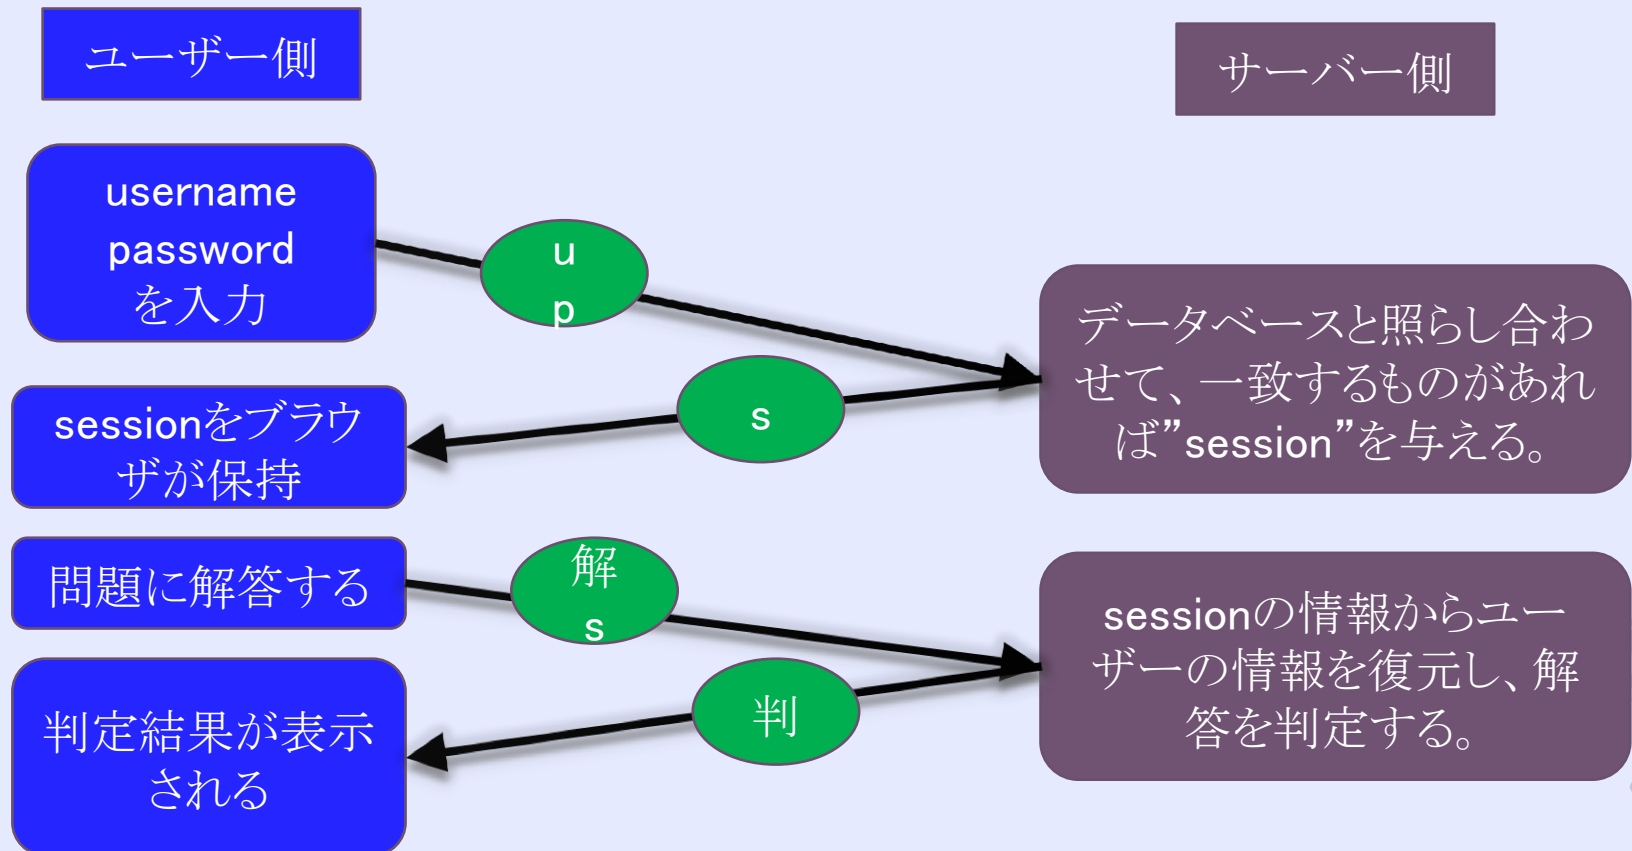 ユーザー側
サーバー側
username
password
を入力
u
p
データベースと照らし合わ
せて、一致するものがあれ
ば”session”を与える。
s
sessionをブラウ
ザが保持
問題に解答する
解
s
sessionの情報からユー
ザーの情報を復元し、解
答を判定する。
判
判定結果が表示
される